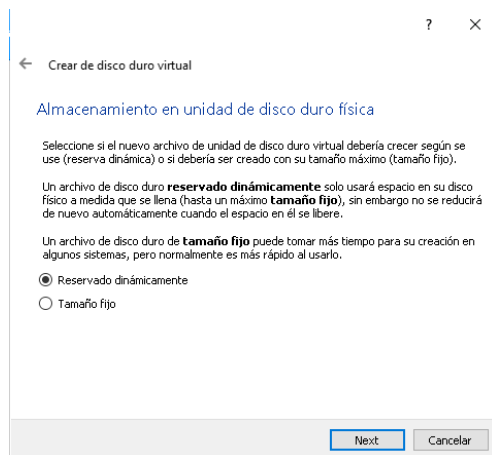 ?
Crear de disco duro virtual
Almacenamiento en unidad de disco duro física
Seleccione si el nuevo archivo de unidad de disco duro virtual debería crecer según se
use (reserva dinámica) o si debería ser creado con su tamaño máximo (tamaño fijo).
Un archivo de disco duro reservado dinámicamente solo usará espacio en su disco
físico a medida que se llena (hasta un máximo tamaño fijo), sin embargo no se reducirá
de nuevo automáticamente cuando el espacio en él se libere.
Un archivo de disco duro de tamaño fijo puede tomar más tiempo para su creación en
algunos sistemas, pero normalmente es más rápido al usarlo.
Reservado dinámicamente
Tamaño fijo
Next Cancelar